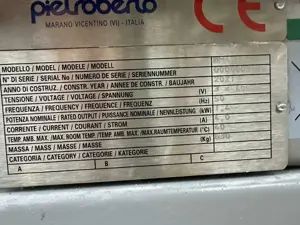 pietroberto
MARANO VICENTINO (VI) - ITALIA
CE
MODELLO / MODEL / MODELE / MODELL
N° DI SERIE / SERIAL NO / NUMERO DE SERIE / SERIENNUMMER
ANNO DI COSTRUZ. / CONSTR. YEAR / ANNEE DE CONSTR. / BAUJAHR
TENSIONE / VOLTAGE / VOLTAGE / SPANNUNG
FREQUENZA / FREQUENCY / FREQUENCE / FREQUENZ
POTENZA NOMINALE / RATED OUTPUT / PUISSANCE NOMINALE / NENNLEISTUNG
CORRENTE / CURRENT / COURANT / STROM
TEMP AMB. MAX. /MAX.ROOM TEMP./TEMP AMB. MAX./MAX.RAUMTEMPERATUR
MASSA / MASS / MASSE / MASSE
CATEGORIA / CATEGORY / CATEGORIE / KATEGORIE
A B C